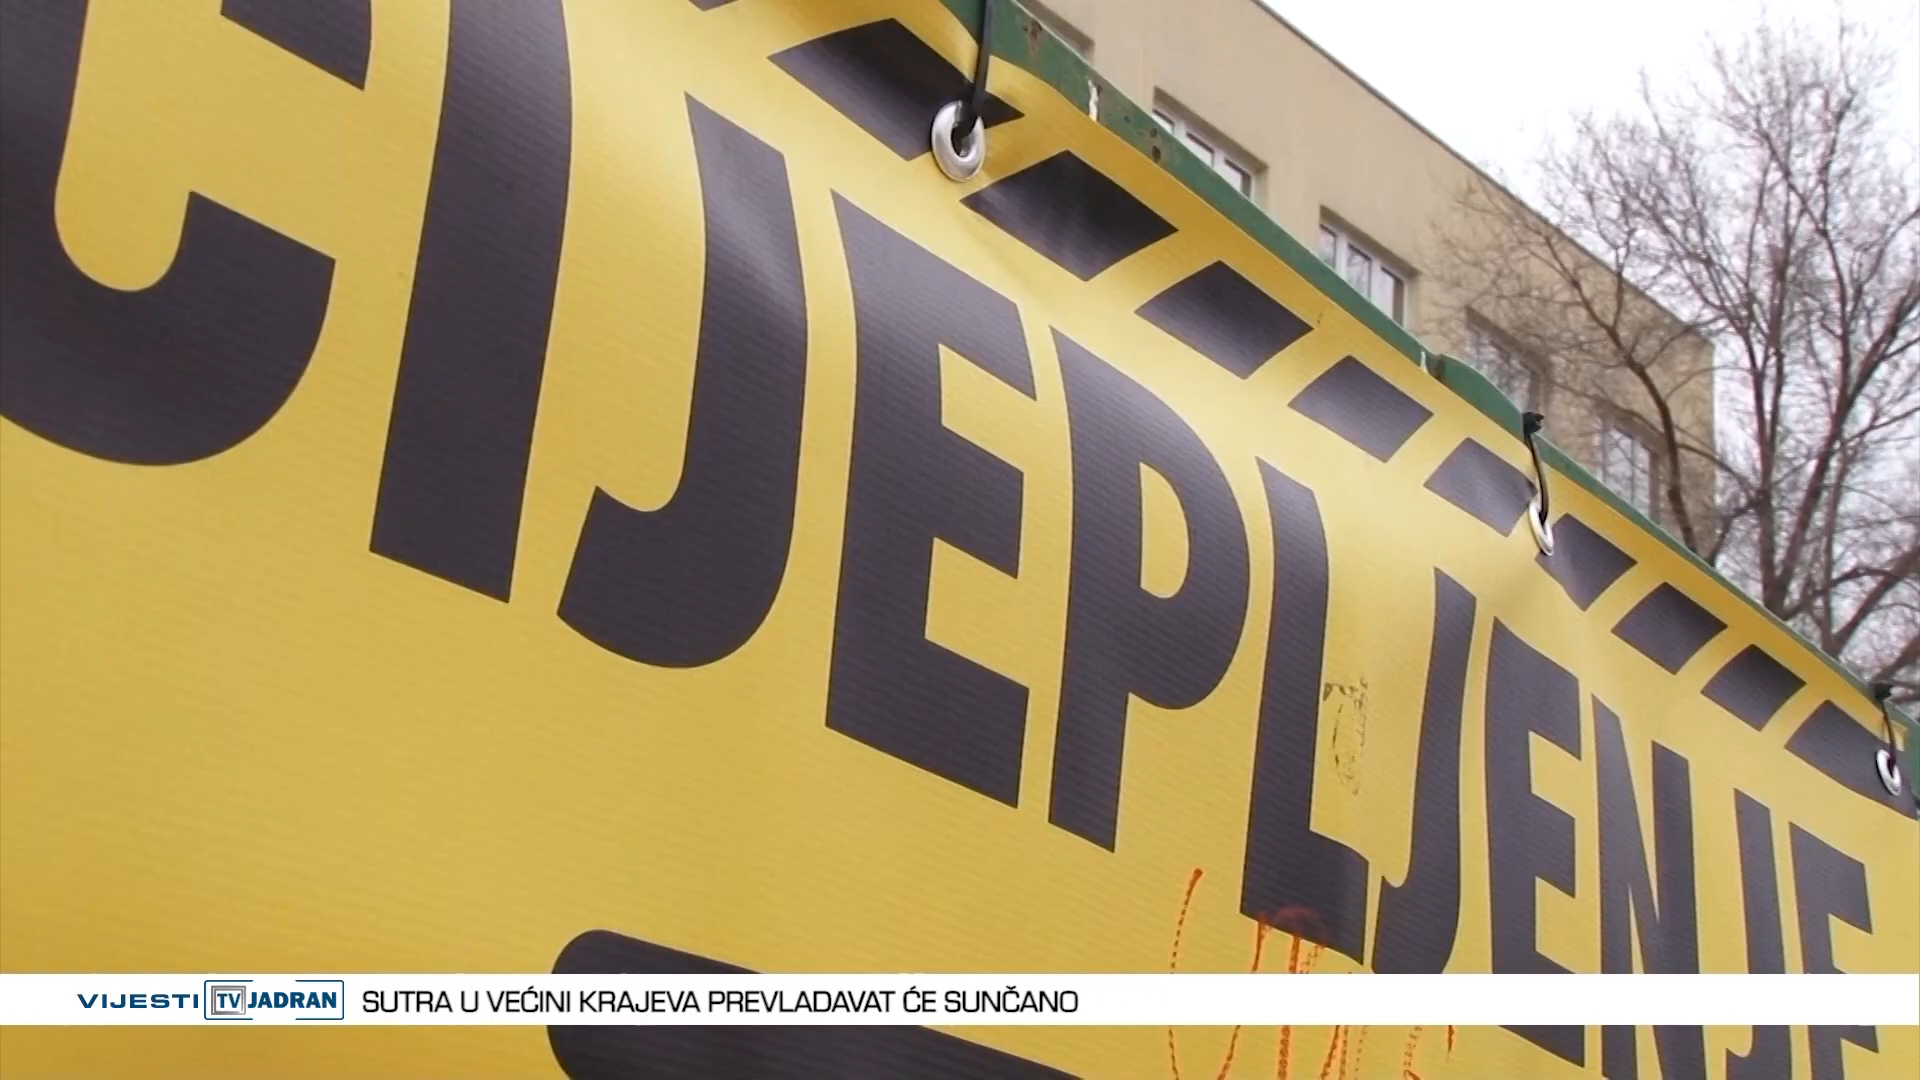 CIJEPLJENJE
VIJESTI TV JADRAN SUTRA U VEĆINI KRAJEVA PREVLADAVAT ĆE SUNČANO